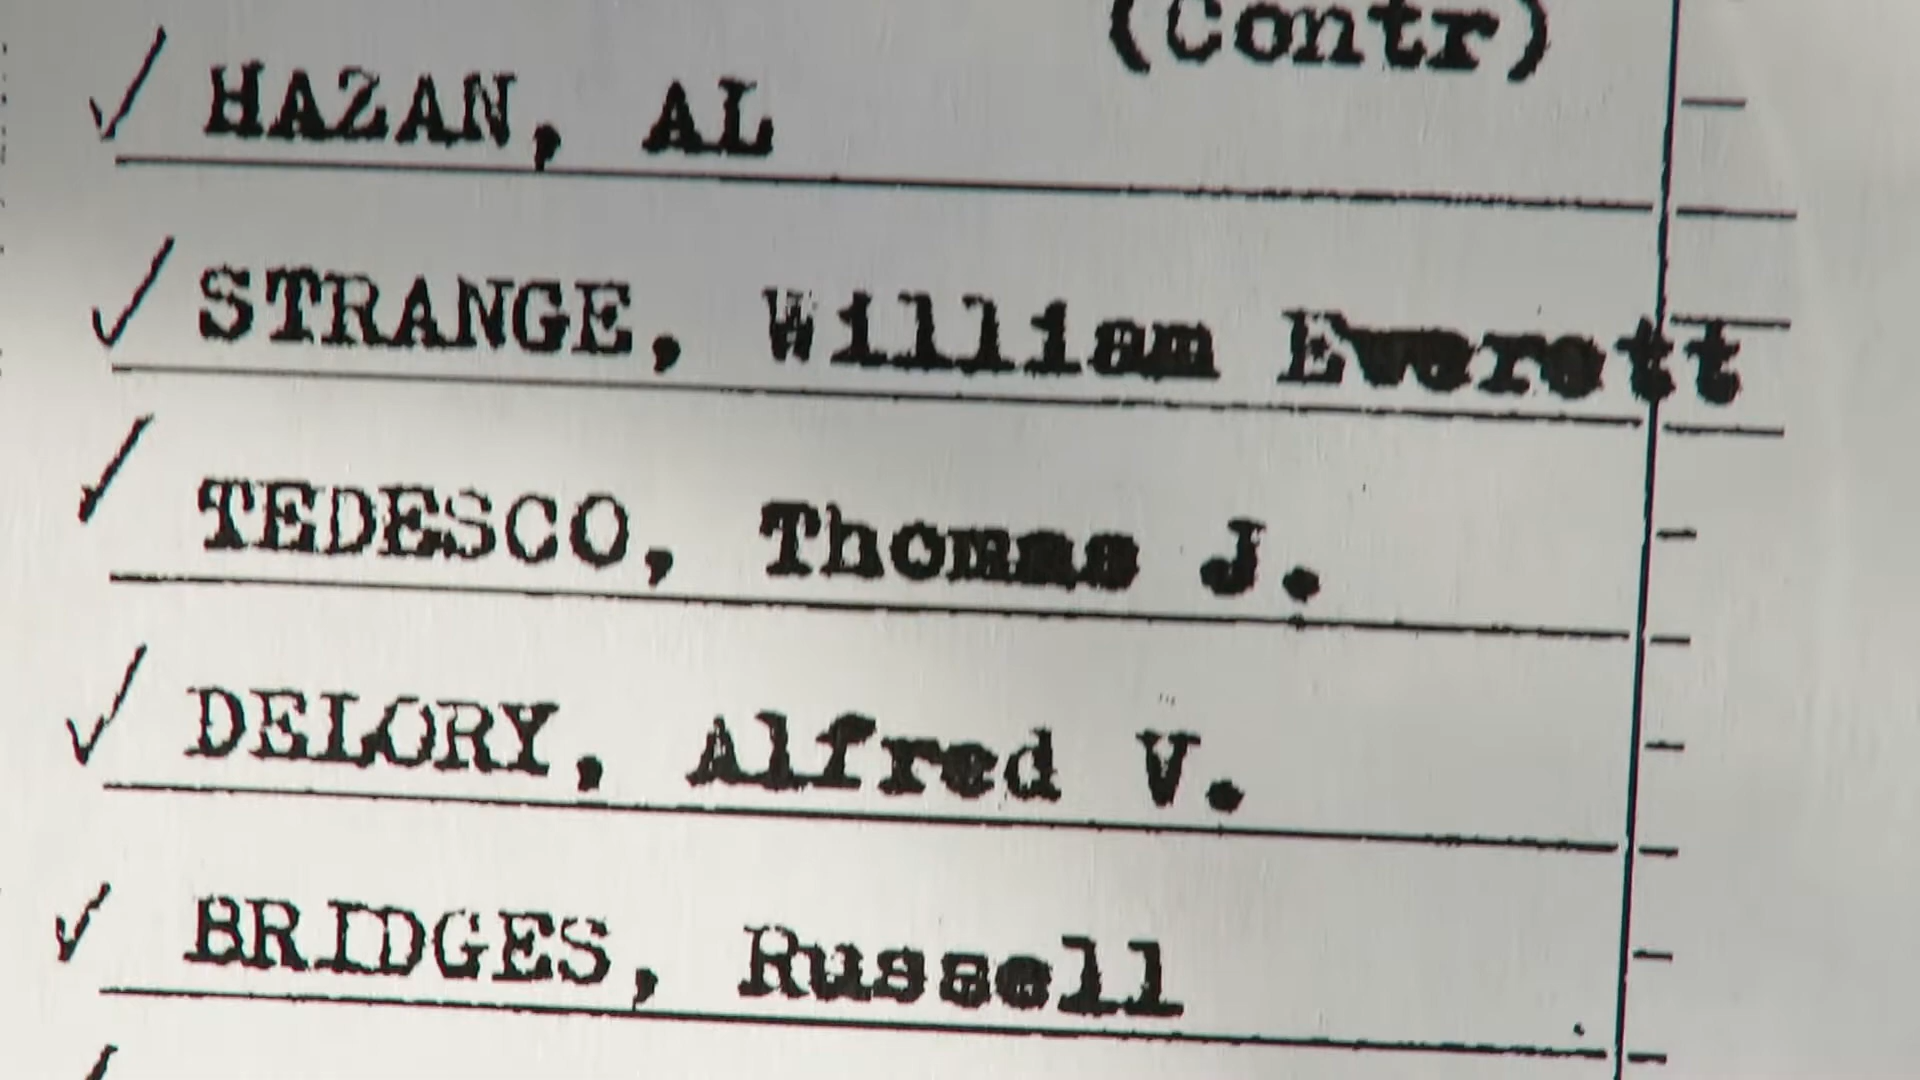 (Contr)
✓ HAZAN, AL
✓ STRANGE, William Everett
✓ TEDESCO, Thomas J.
✓ DELORY, Alfred V.
✓ BRIDGES, Russell